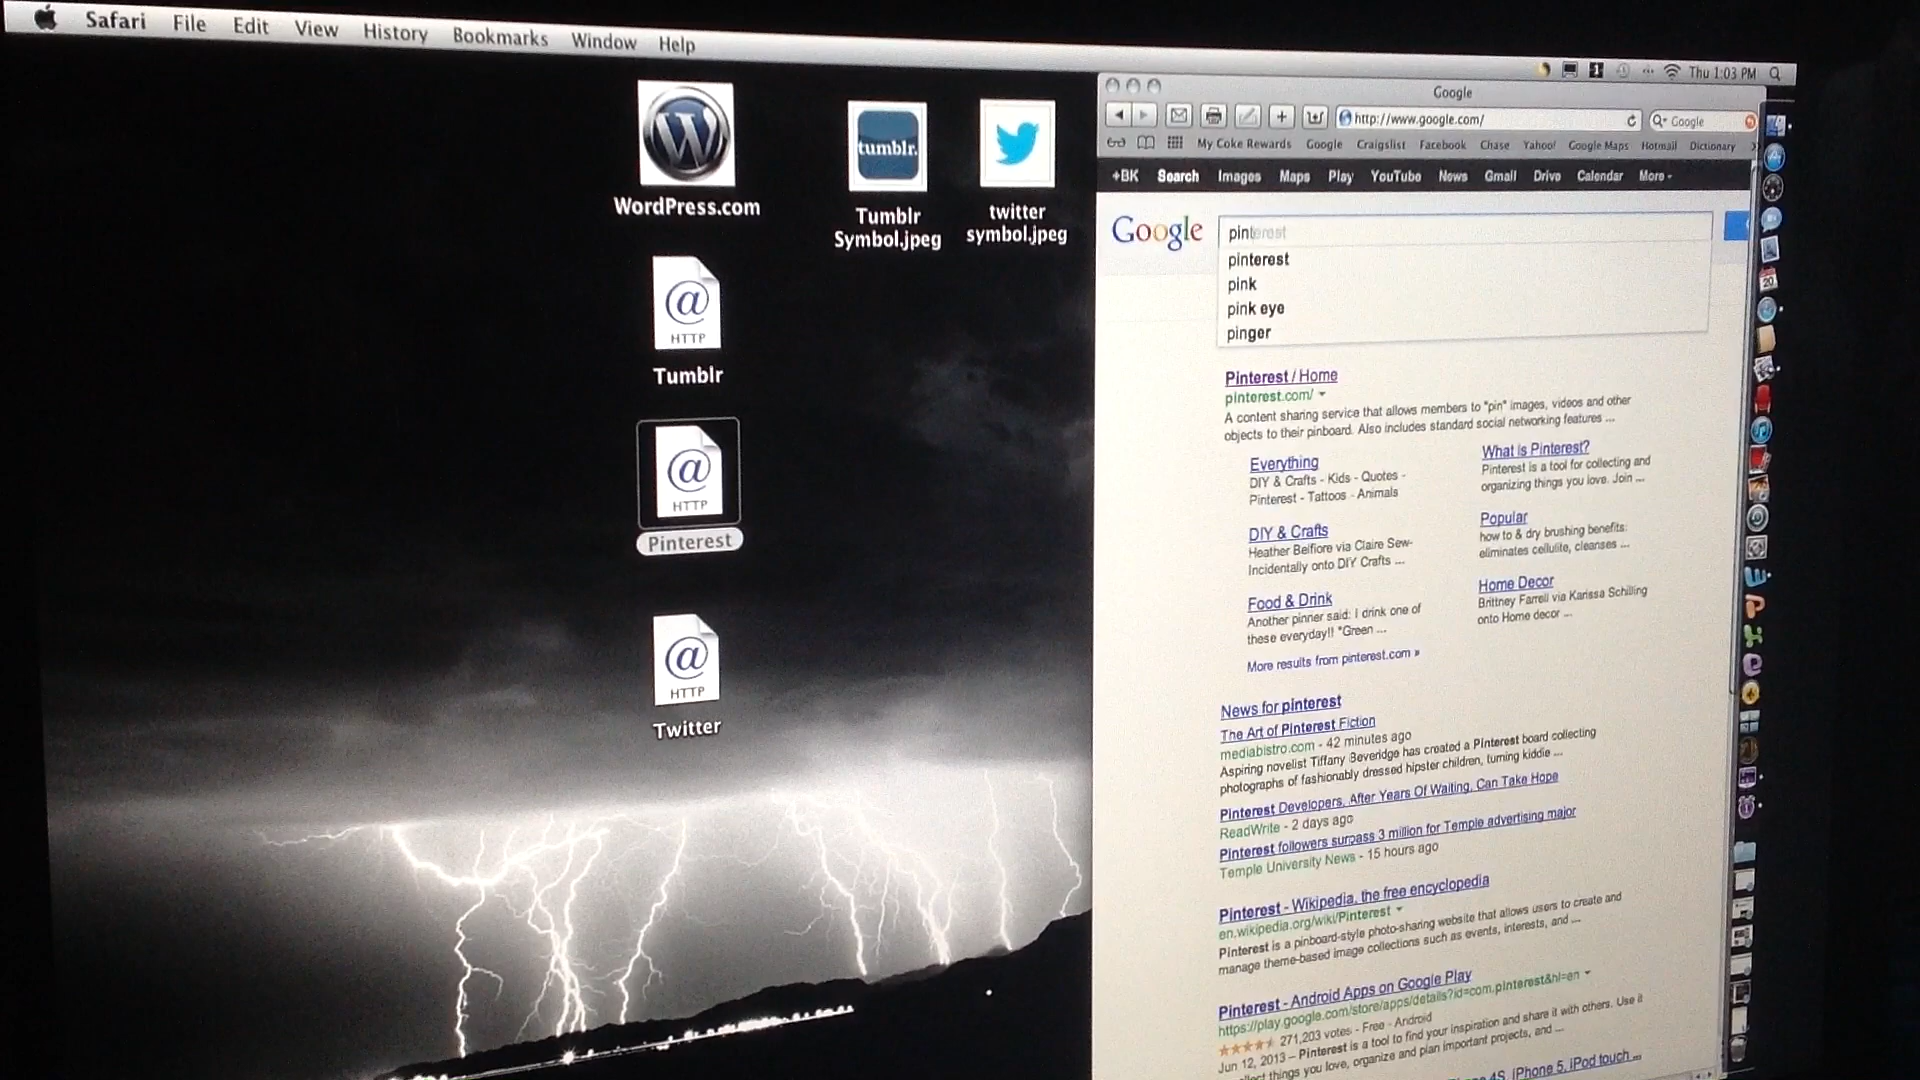 Safari File Edit View History Bookmarks Window Help
Thu 1:03 PM
WordPress.com
tumblr.
Tumblr
Symbol.jpeg
twitter
symbol.jpeg
@
HTTP
Tumblr
@
HTTP
Pinterest
@
HTTP
Twitter
Google
http://www.google.com/
Google
My Coke Rewards Google Craigslist Facebook Chase Yahoo! Google Maps Hotmail Dictionary
+BK Search Images Maps Play YouTube News Gmail Drive Calendar More
Google
pinterest
pinterest
pink
pink eye
pinger
Pinterest / Home
pinterest.com/
A content sharing service that allows members to "pin" images, videos and other
objects to their pinboard. Also includes standard social networking features ...
Everything
DIY & Crafts - Kids - Quotes -
Pinterest - Tattoos - Animals
What is Pinterest?
Pinterest is a tool for collecting and
organizing things you love. Join ...
DIY & Crafts
Heather Belfiore via Claire Sew-
Incidentally onto DIY Crafts ...
Popular
how to & dry brushing benefits:
eliminates cellulite, cleanses ...
Food & Drink
Another pinner said: I drink one of
these everyday!! "Green ...
Home Decor
Brittney Farrell via Karissa Schilling
onto Home decor ...
More results from pinterest.com »
News for pinterest
The Art of Pinterest Fiction
mediabistro.com - 42 minutes ago
Aspiring novelist Tiffany Beveridge has created a Pinterest board collecting
photographs of fashionably dressed hipster children, turning kiddie ...
Pinterest Developers, After Years Of Waiting, Can Take Hope
ReadWrite - 2 days ago
Pinterest followers surpass 3 million for Temple advertising major
Temple University News - 15 hours ago
Pinterest - Wikipedia, the free encyclopedia
en.wikipedia.org/wiki/Pinterest
Pinterest is a pinboard-style photo-sharing website that allows users to create and
manage theme-based image collections such as events, interests, and ...
Pinterest - Android Apps on Google Play
https://play.google.com/store/apps/details?id=com.pinterest&hl=en
271,203 votes - Free - Android
Jun 12, 2013 – Pinterest is a tool to find your inspiration and share it with others. Use it
collect things you love, organize and plan important projects, and ...
4S, iPhone 5, iPod touch ...